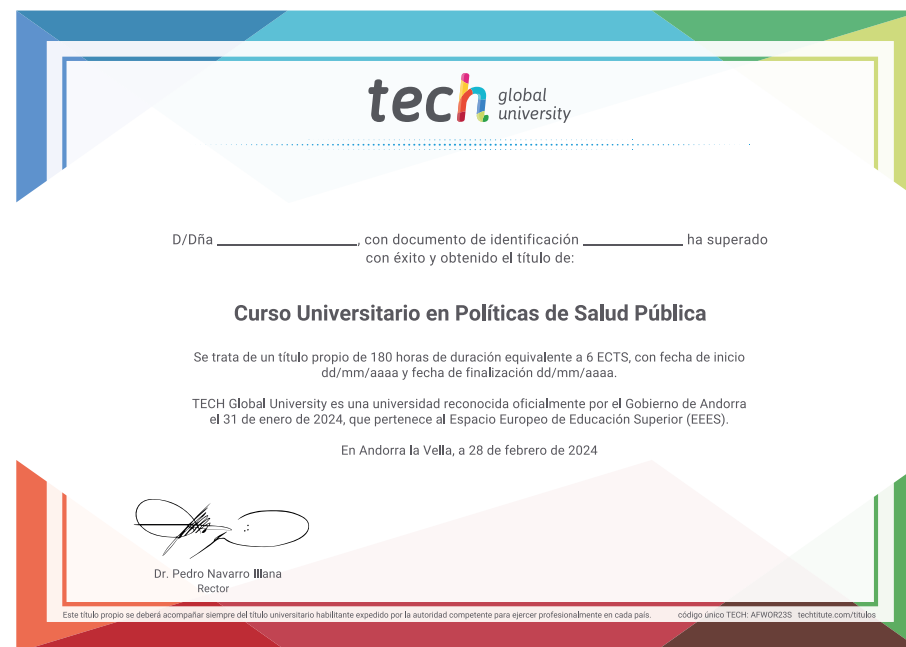 tech global
university
D/Dña ____________________, con documento de identificación ______________ ha superado
con éxito y obtenido el título de:
Curso Universitario en Políticas de Salud Pública
Se trata de un título propio de 180 horas de duración equivalente a 6 ECTS, con fecha de inicio
dd/mm/aaaa y fecha de finalización dd/mm/aaaa.
TECH Global University es una universidad reconocida oficialmente por el Gobierno de Andorra
el 31 de enero de 2024, que pertenece al Espacio Europeo de Educación Superior (EEES).
En Andorra la Vella, a 28 de febrero de 2024
Dr. Pedro Navarro Illana
Rector
Este título propio se deberá acompañar siempre del título universitario habilitante expedido por la autoridad competente para ejercer profesionalmente en cada país. código único TECH: AFWOR23S techtitute.com/titulos